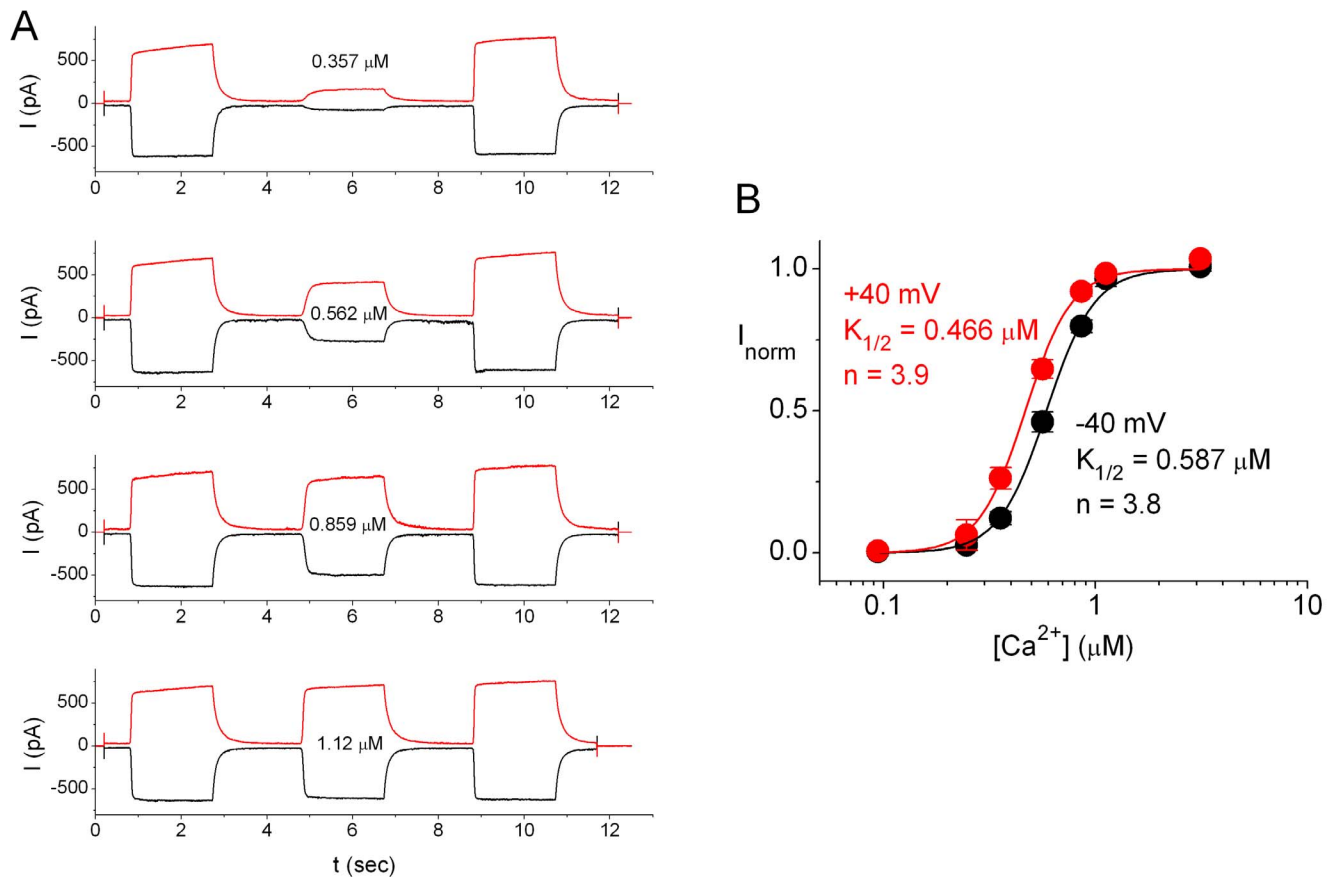 A
I (pA)
500
0
-500
0.357 μM
0 2 4 6 8 10 12
I (pA)
500
0
-500
0.562 μM
0 2 4 6 8 10 12
I (pA)
500
0
-500
0.859 μM
0 2 4 6 8 10 12
I (pA)
500
0
-500
1.12 μM
0 2 4 6 8 10 12
t (sec)
B
I_norm
1.0
0.5
0.0
+40 mV
K_1/2 = 0.466 μM
n = 3.9
-40 mV
K_1/2 = 0.587 μM
n = 3.8
0.1 1 10
[Ca²⁺] (μM)